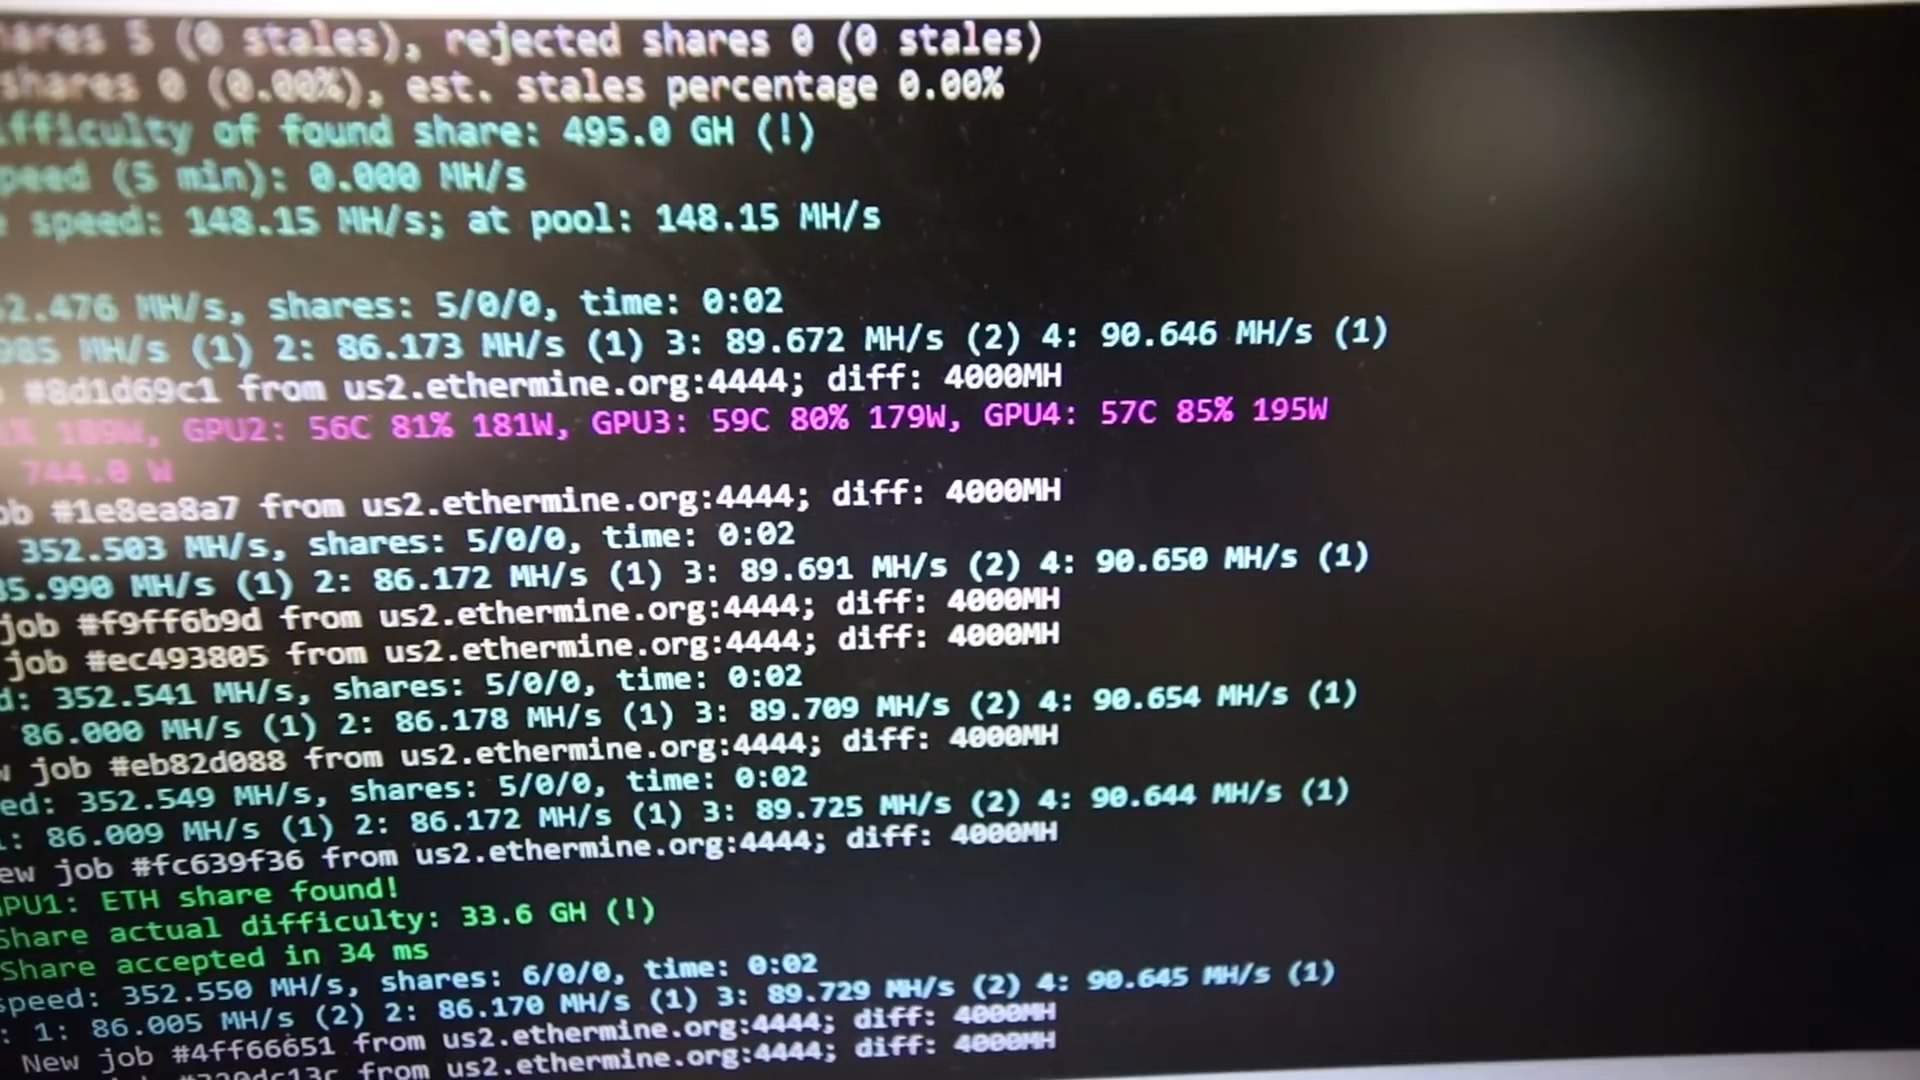 ares 5 (0 stales), rejected shares 0 (0 stales)
shares 0 (0.00%), est. stales percentage 0.00%
ifficulty of found share: 495.0 GH (!)
peed (5 min): 0.000 MH/s
e speed: 148.15 MH/s; at pool: 148.15 MH/s
2.476 MH/s, shares: 5/0/0, time: 0:02
985 MH/s (1) 2: 86.173 MH/s (1) 3: 89.672 MH/s (2) 4: 90.646 MH/s (1)
#8d1d69c1 from us2.ethermine.org:4444; diff: 4000MH
% 189W, GPU2: 56C 81% 181W, GPU3: 59C 80% 179W, GPU4: 57C 85% 195W
744.0 W
ob #1e8ea8a7 from us2.ethermine.org:4444; diff: 4000MH
352.503 MH/s, shares: 5/0/0, time: 0:02
85.990 MH/s (1) 2: 86.172 MH/s (1) 3: 89.691 MH/s (2) 4: 90.650 MH/s (1)
job #f9ff6b9d from us2.ethermine.org:4444; diff: 4000MH
job #ec493805 from us2.ethermine.org:4444; diff: 4000MH
d: 352.541 MH/s, shares: 5/0/0, time: 0:02
86.000 MH/s (1) 2: 86.178 MH/s (1) 3: 89.709 MH/s (2) 4: 90.654 MH/s (1)
w job #eb82d088 from us2.ethermine.org:4444; diff: 4000MH
ed: 352.549 MH/s, shares: 5/0/0, time: 0:02
1: 86.009 MH/s (1) 2: 86.172 MH/s (1) 3: 89.725 MH/s (2) 4: 90.644 MH/s (1)
ew job #fc639f36 from us2.ethermine.org:4444; diff: 4000MH
PU1: ETH share found!
Share actual difficulty: 33.6 GH (!)
Share accepted in 34 ms
speed: 352.550 MH/s, shares: 6/0/0, time: 0:02
: 1: 86.005 MH/s (2) 2: 86.170 MH/s (1) 3: 89.729 MH/s (2) 4: 90.645 MH/s (1)
New job #4ff66651 from us2.ethermine.org:4444; diff: 4000MH
from us2.ethermine.org:4444; diff: 4000MH